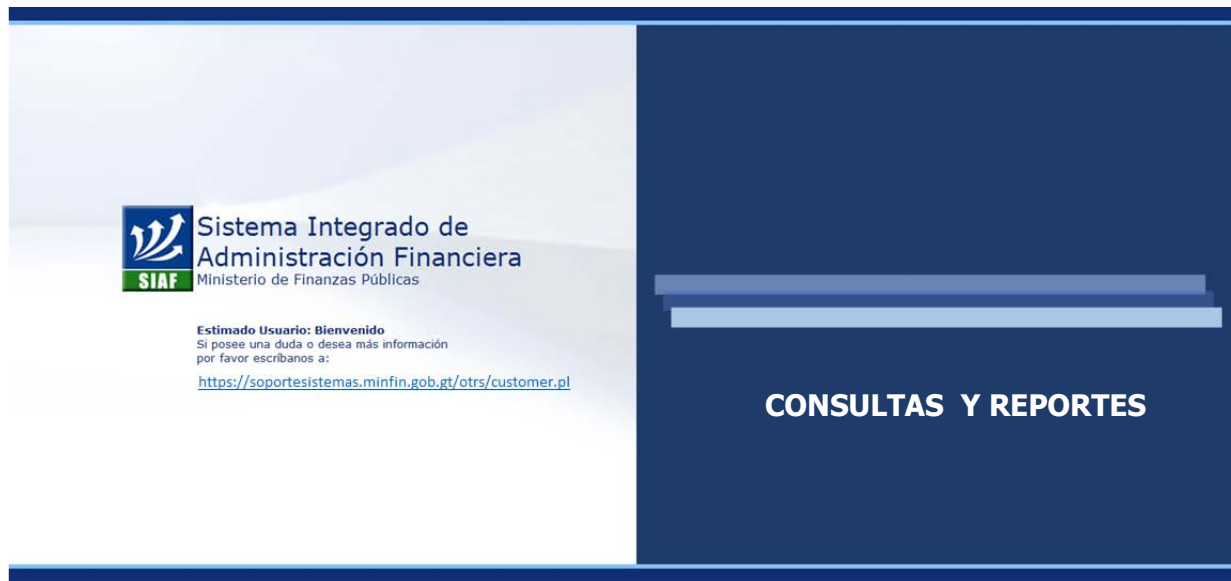 Sistema Integrado de
Administración Financiera
SIAF
Ministerio de Finanzas Públicas
Estimado Usuario: Bienvenido
Si posee una duda o desea más información
por favor escríbanos a:
https://soportesistemas.minfin.gob.gt/otrs/customer.pl
CONSULTAS Y REPORTES